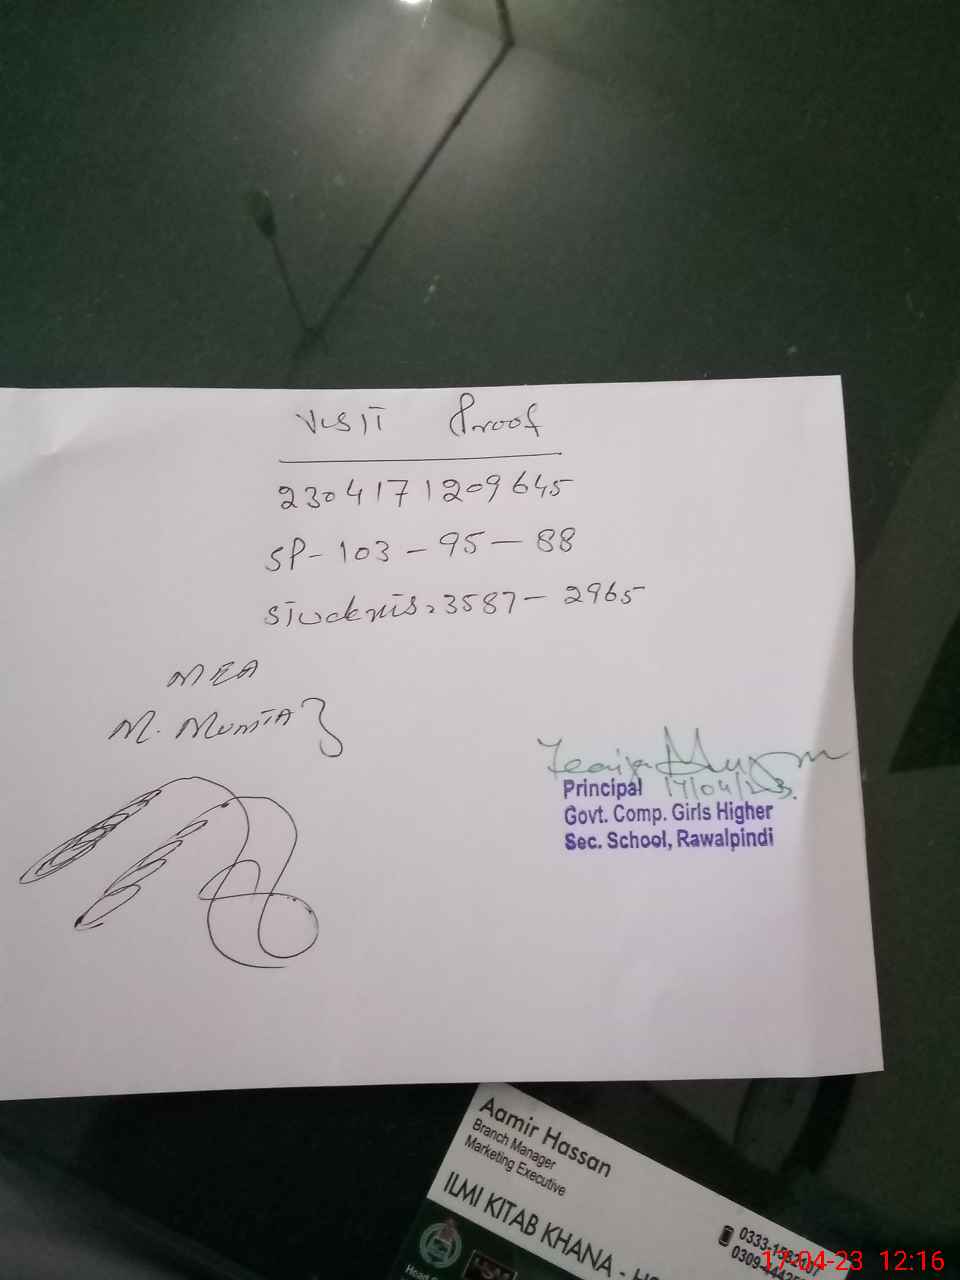 Visit Proof
2304171209645
SP-103-95-88
Students:3587-2965
MEA
M. Mumtaz
Principal 17/04/23.
Govt. Comp. Girls Higher
Sec. School, Rawalpindi
Aamir Hassan
Branch Manager
Marketing Executive
ILMI KITAB KHANA -
17-04-23 12:16